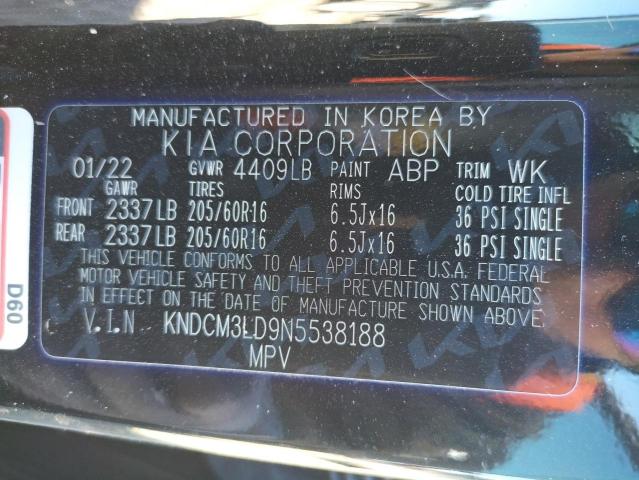 MANUFACTURED IN KOREA BY
KIA CORPORATION
01/22 GVWR 4409LB PAINT ABP TRIM WK
GAWR TIRES RIMS COLD TIRE INFL
FRONT 2337LB 205/60R16 6.5Jx16 36 PSI SINGLE
REAR 2337LB 205/60R16 6.5Jx16 36 PSI SINGLE
THIS VEHICLE CONFORMS TO ALL APPLICABLE U.S.A. FEDERAL
MOTOR VEHICLE SAFETY AND THEFT PREVENTION STANDARDS
IN EFFECT ON THE DATE OF MANUFACTURE SHOWN ABOVE.
V.I.N KNDCM3LD9N5538188
MPV
D60